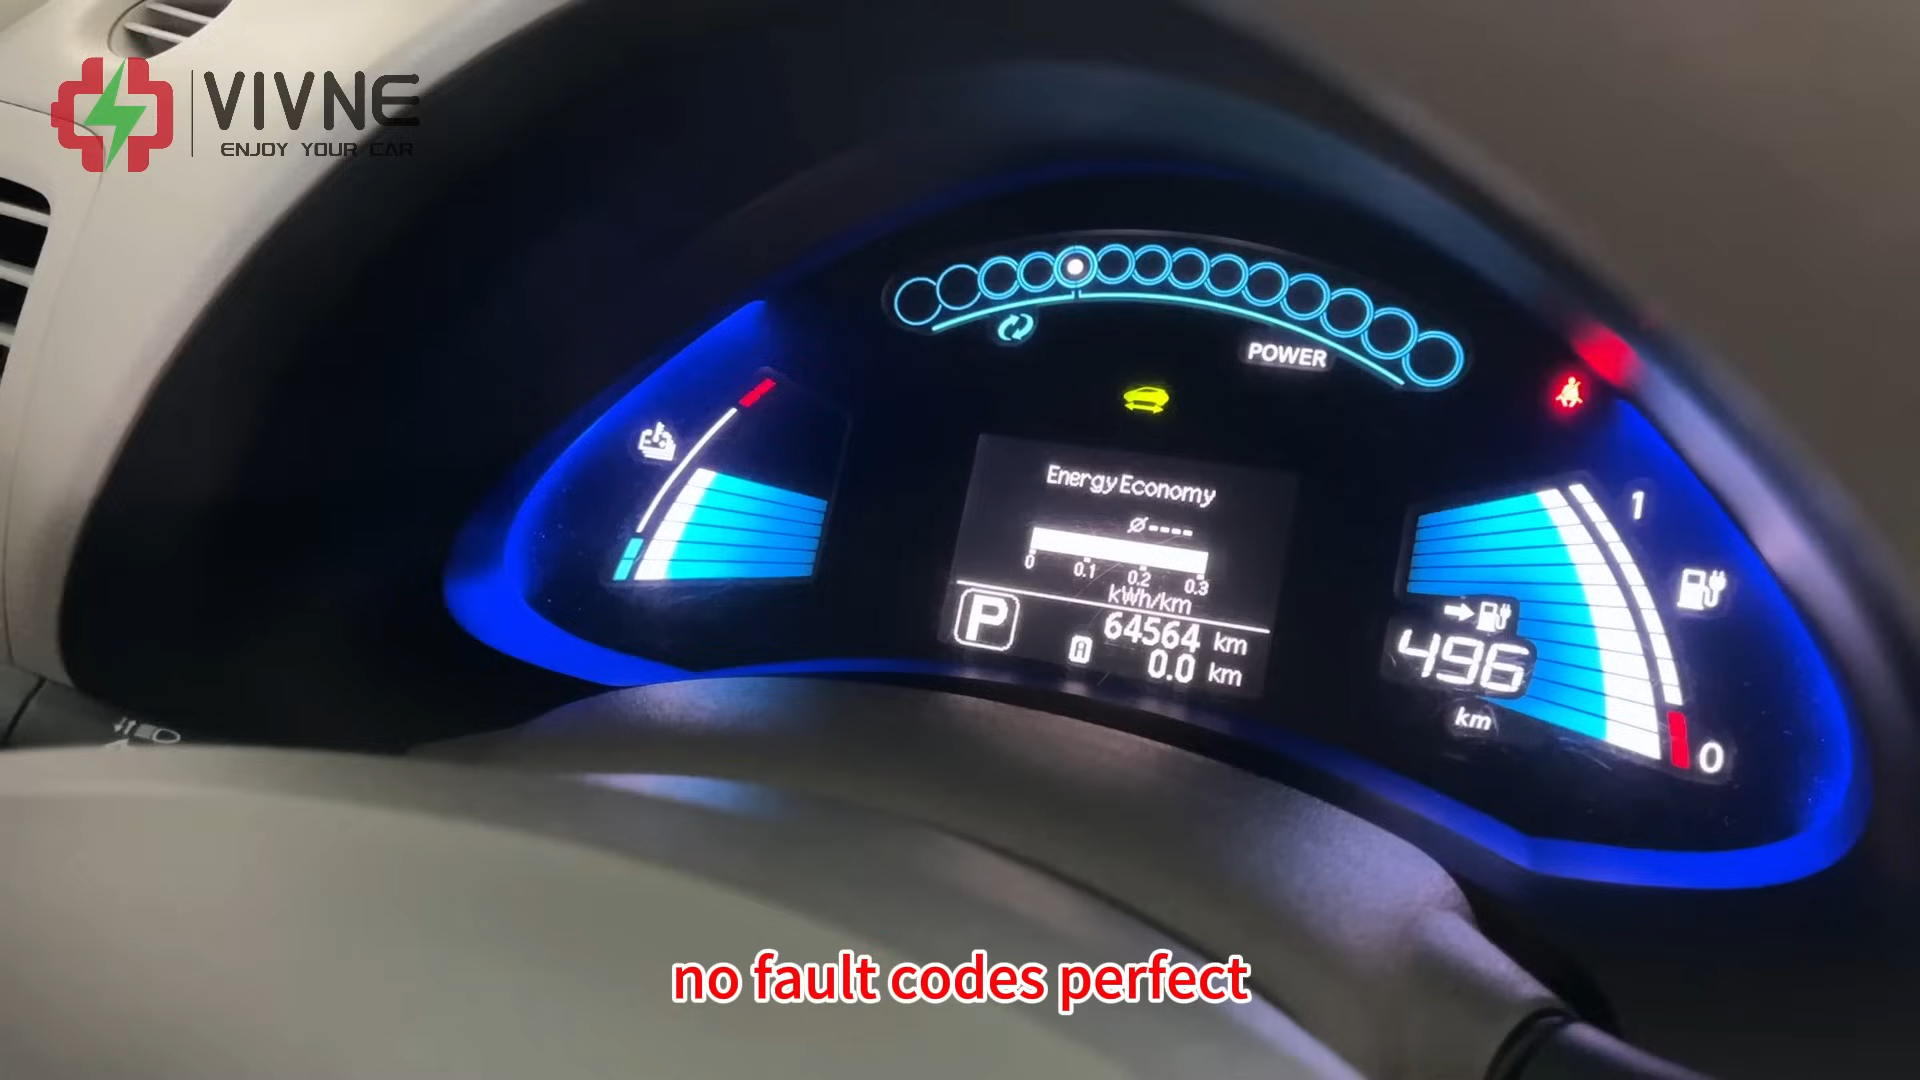 VIVNE
ENJOY YOUR CAR
POWER
Energy Economy
Ø----
0 0.1 0.2 0.3
kWh/km
P
64564 km
A 0.0 km
1
496
km
0
no fault codes perfect